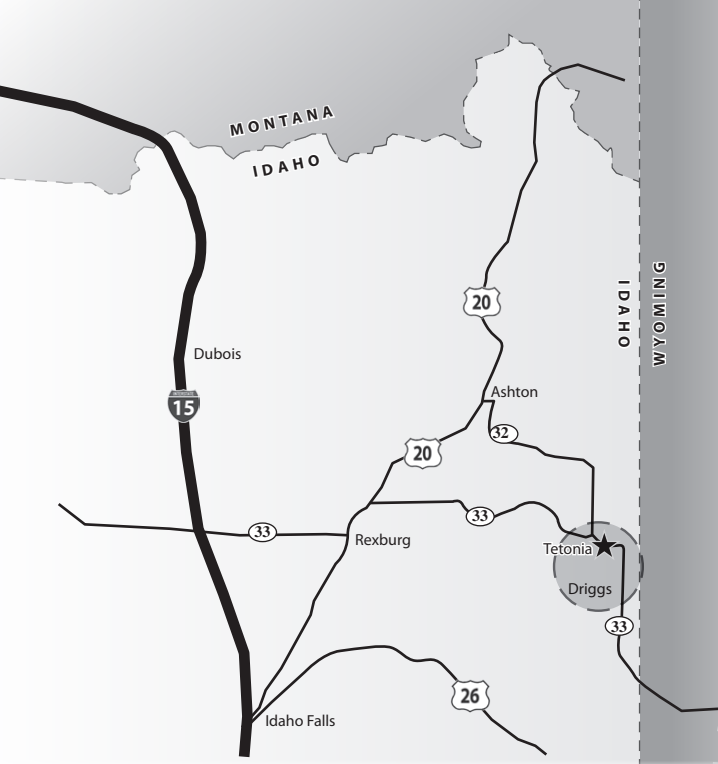 MONTANA
IDAHO
IDAHO
WYOMING
20
Dubois
Ashton
INTERSTATE
15
32
20
33
33
Rexburg
Tetonia
Driggs
33
26
Idaho Falls